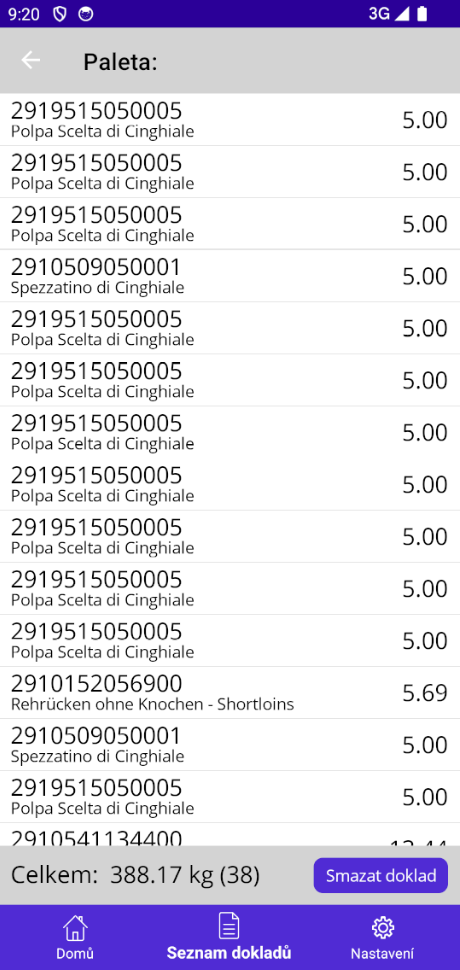 9:20
3G
Paleta:
2919515050005
Polpa Scelta di Cinghiale
5.00
2919515050005
Polpa Scelta di Cinghiale
5.00
2919515050005
Polpa Scelta di Cinghiale
5.00
2910509050001
Spezzatino di Cinghiale
5.00
2919515050005
Polpa Scelta di Cinghiale
5.00
2919515050005
Polpa Scelta di Cinghiale
5.00
2919515050005
Polpa Scelta di Cinghiale
5.00
2919515050005
Polpa Scelta di Cinghiale
5.00
2919515050005
Polpa Scelta di Cinghiale
5.00
2919515050005
Polpa Scelta di Cinghiale
5.00
2919515050005
Polpa Scelta di Cinghiale
5.00
2910152056900
Rehrücken ohne Knochen - Shortloins
5.69
2910509050001
Spezzatino di Cinghiale
5.00
2919515050005
Polpa Scelta di Cinghiale
5.00
2910541134400
13.44
Celkem: 388.17 kg (38)
Smazat doklad
Domů
Seznam dokladů
Nastavení